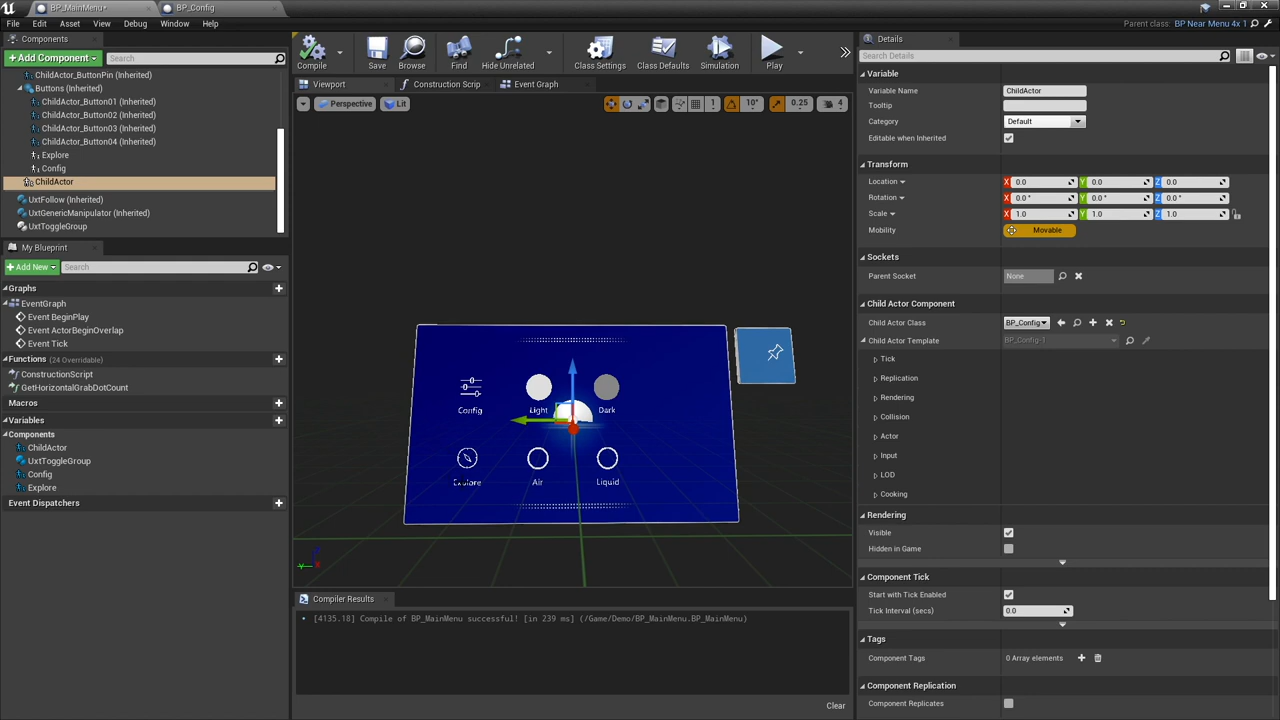 BP_MainMenu*
BP_Config
File Edit Asset View Debug Window Help
Parent class: BP Near Menu 4x 1
Components
Add Component
Search
ChildActor_ButtonPin (Inherited)
Buttons (Inherited)
ChildActor_Button01 (Inherited)
ChildActor_Button02 (Inherited)
ChildActor_Button03 (Inherited)
ChildActor_Button04 (Inherited)
Explore
Config
ChildActor
UxtFollow (Inherited)
UxtGenericManipulator (Inherited)
UxtToggleGroup
My Blueprint
Add New
Search
Graphs
EventGraph
Event BeginPlay
Event ActorBeginOverlap
Event Tick
Functions (24 Overridable)
ConstructionScript
GetHorizontalGrabDotCount
Macros
Variables
Components
ChildActor
UxtToggleGroup
Config
Explore
Event Dispatchers
Compile
Save
Browse
Find
Hide Unrelated
Class Settings
Class Defaults
Simulation
Play
Viewport
Construction Scrip
Event Graph
Perspective
Lit
1
10°
0.25
4
Config
Light
Dark
Explore
Air
Liquid
Z
Y
X
Compiler Results
[4135.18] Compile of BP_MainMenu successful! [in 239 ms] (/Game/Demo/BP_MainMenu.BP_MainMenu)
Clear
Details
Search Details
Variable
Variable Name ChildActor
Tooltip
Category Default
Editable when Inherited
Transform
Location X 0.0 Y 0.0 Z 0.0
Rotation X 0.0 ° Y 0.0 ° Z 0.0 °
Scale X 1.0 Y 1.0 Z 1.0
Mobility Movable
Sockets
Parent Socket None
Child Actor Component
Child Actor Class BP_Config
Child Actor Template BP_Config-1
Tick
Replication
Rendering
Collision
Actor
Input
LOD
Cooking
Rendering
Visible
Hidden in Game
Component Tick
Start with Tick Enabled
Tick Interval (secs) 0.0
Tags
Component Tags 0 Array elements
Component Replication
Component Replicates